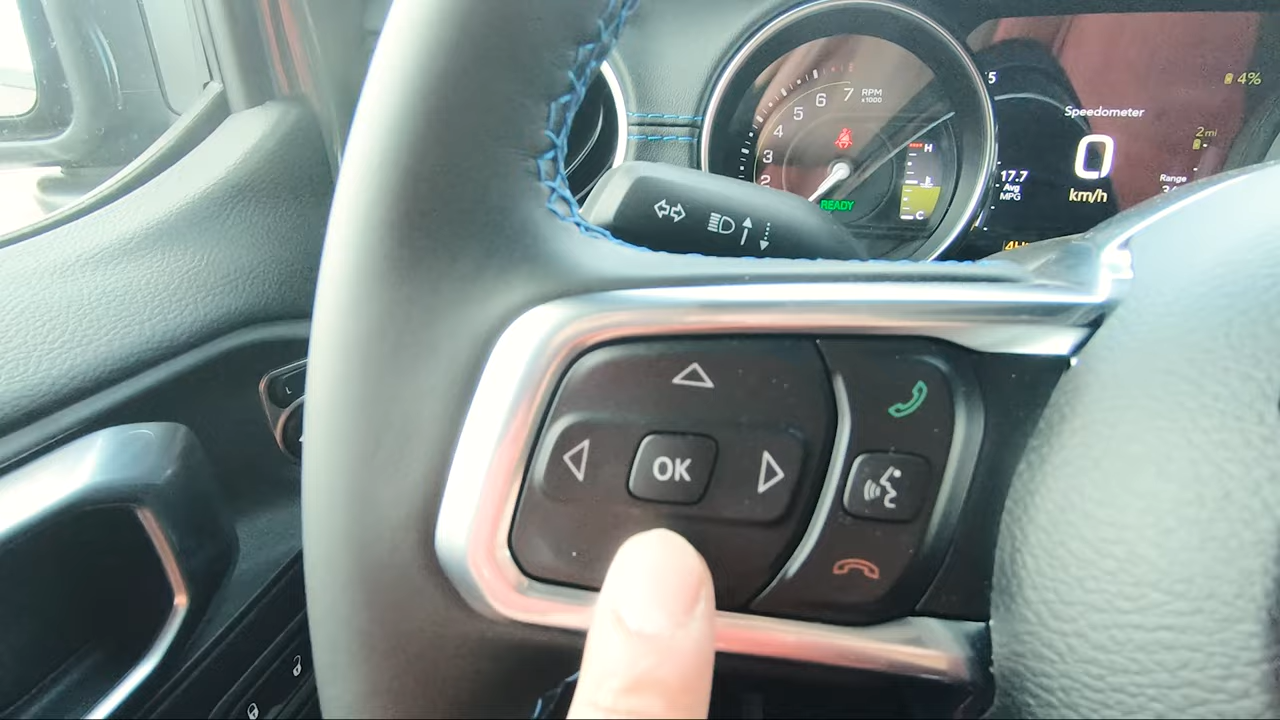 7
6
5
4
3
2
RPM
x1000
H
C
READY
5
17.7
Avg
MPG
Speedometer
0
km/h
4%
2mi
Range
OK
L